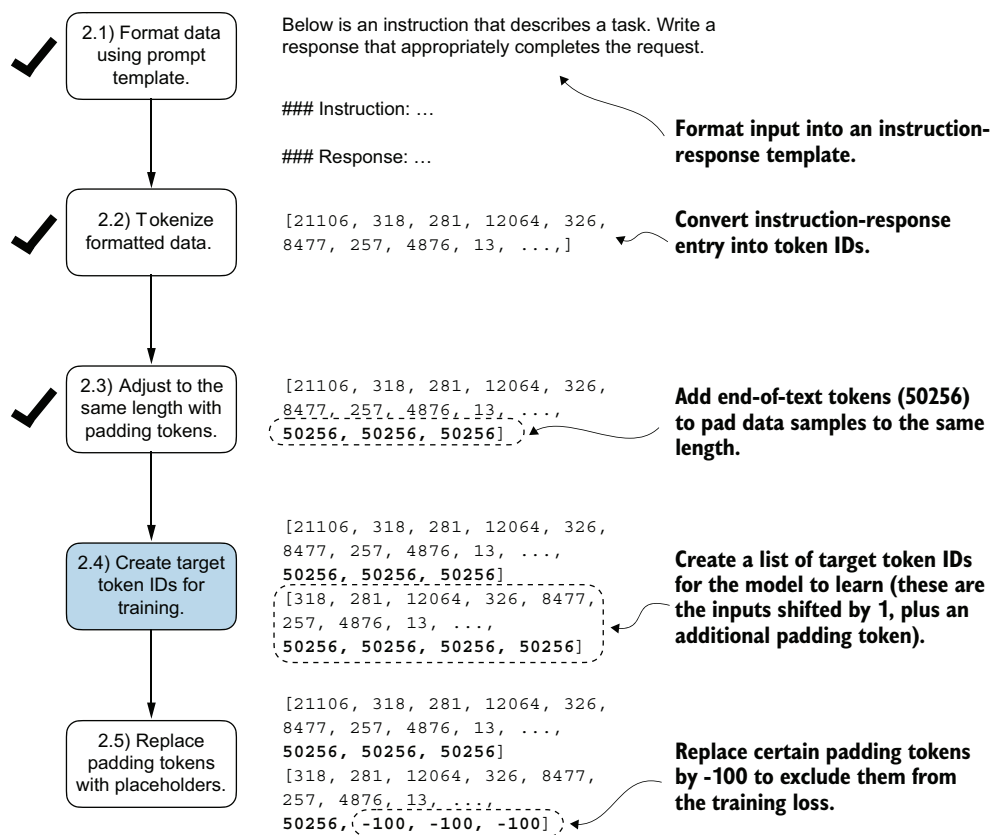 2.1) Format data
using prompt
template.
Below is an instruction that describes a task. Write a
response that appropriately completes the request.
### Instruction: …
### Response: …
Format input into an instruction-
response template.
2.2) Tokenize
formatted data.
[21106, 318, 281, 12064, 326,
8477, 257, 4876, 13, ...,]
Convert instruction-response
entry into token IDs.
2.3) Adjust to the
same length with
padding tokens.
[21106, 318, 281, 12064, 326,
8477, 257, 4876, 13, ...,
50256, 50256, 50256]
Add end-of-text tokens (50256)
to pad data samples to the same
length.
2.4) Create target
token IDs for
training.
[21106, 318, 281, 12064, 326,
8477, 257, 4876, 13, ...,
50256, 50256, 50256]
[318, 281, 12064, 326, 8477,
257, 4876, 13, ...,
50256, 50256, 50256, 50256]
Create a list of target token IDs
for the model to learn (these are
the inputs shifted by 1, plus an
additional padding token).
2.5) Replace
padding tokens
with placeholders.
[21106, 318, 281, 12064, 326,
8477, 257, 4876, 13, ...,
50256, 50256, 50256]
[318, 281, 12064, 326, 8477,
257, 4876, 13, ...,
50256, -100, -100, -100]
Replace certain padding tokens
by -100 to exclude them from
the training loss.